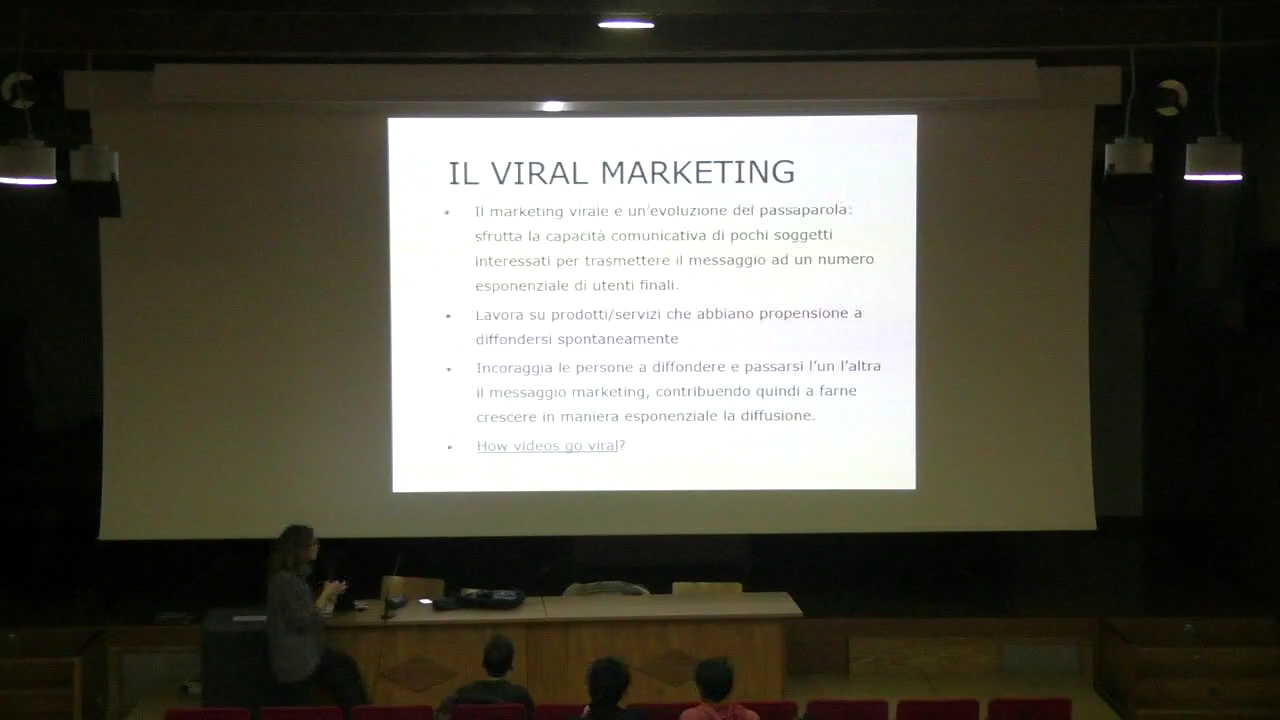 IL VIRAL MARKETING
Il marketing virale è un'evoluzione del passaparola:
sfrutta la capacità comunicativa di pochi soggetti
interessati per trasmettere il messaggio ad un numero
esponenziale di utenti finali.
Lavora su prodotti/servizi che abbiano propensione a
diffondersi spontaneamente
Incoraggia le persone a diffondere e passarsi l'un l'altra
il messaggio marketing, contribuendo quindi a farne
crescere in maniera esponenziale la diffusione.
How videos go viral?